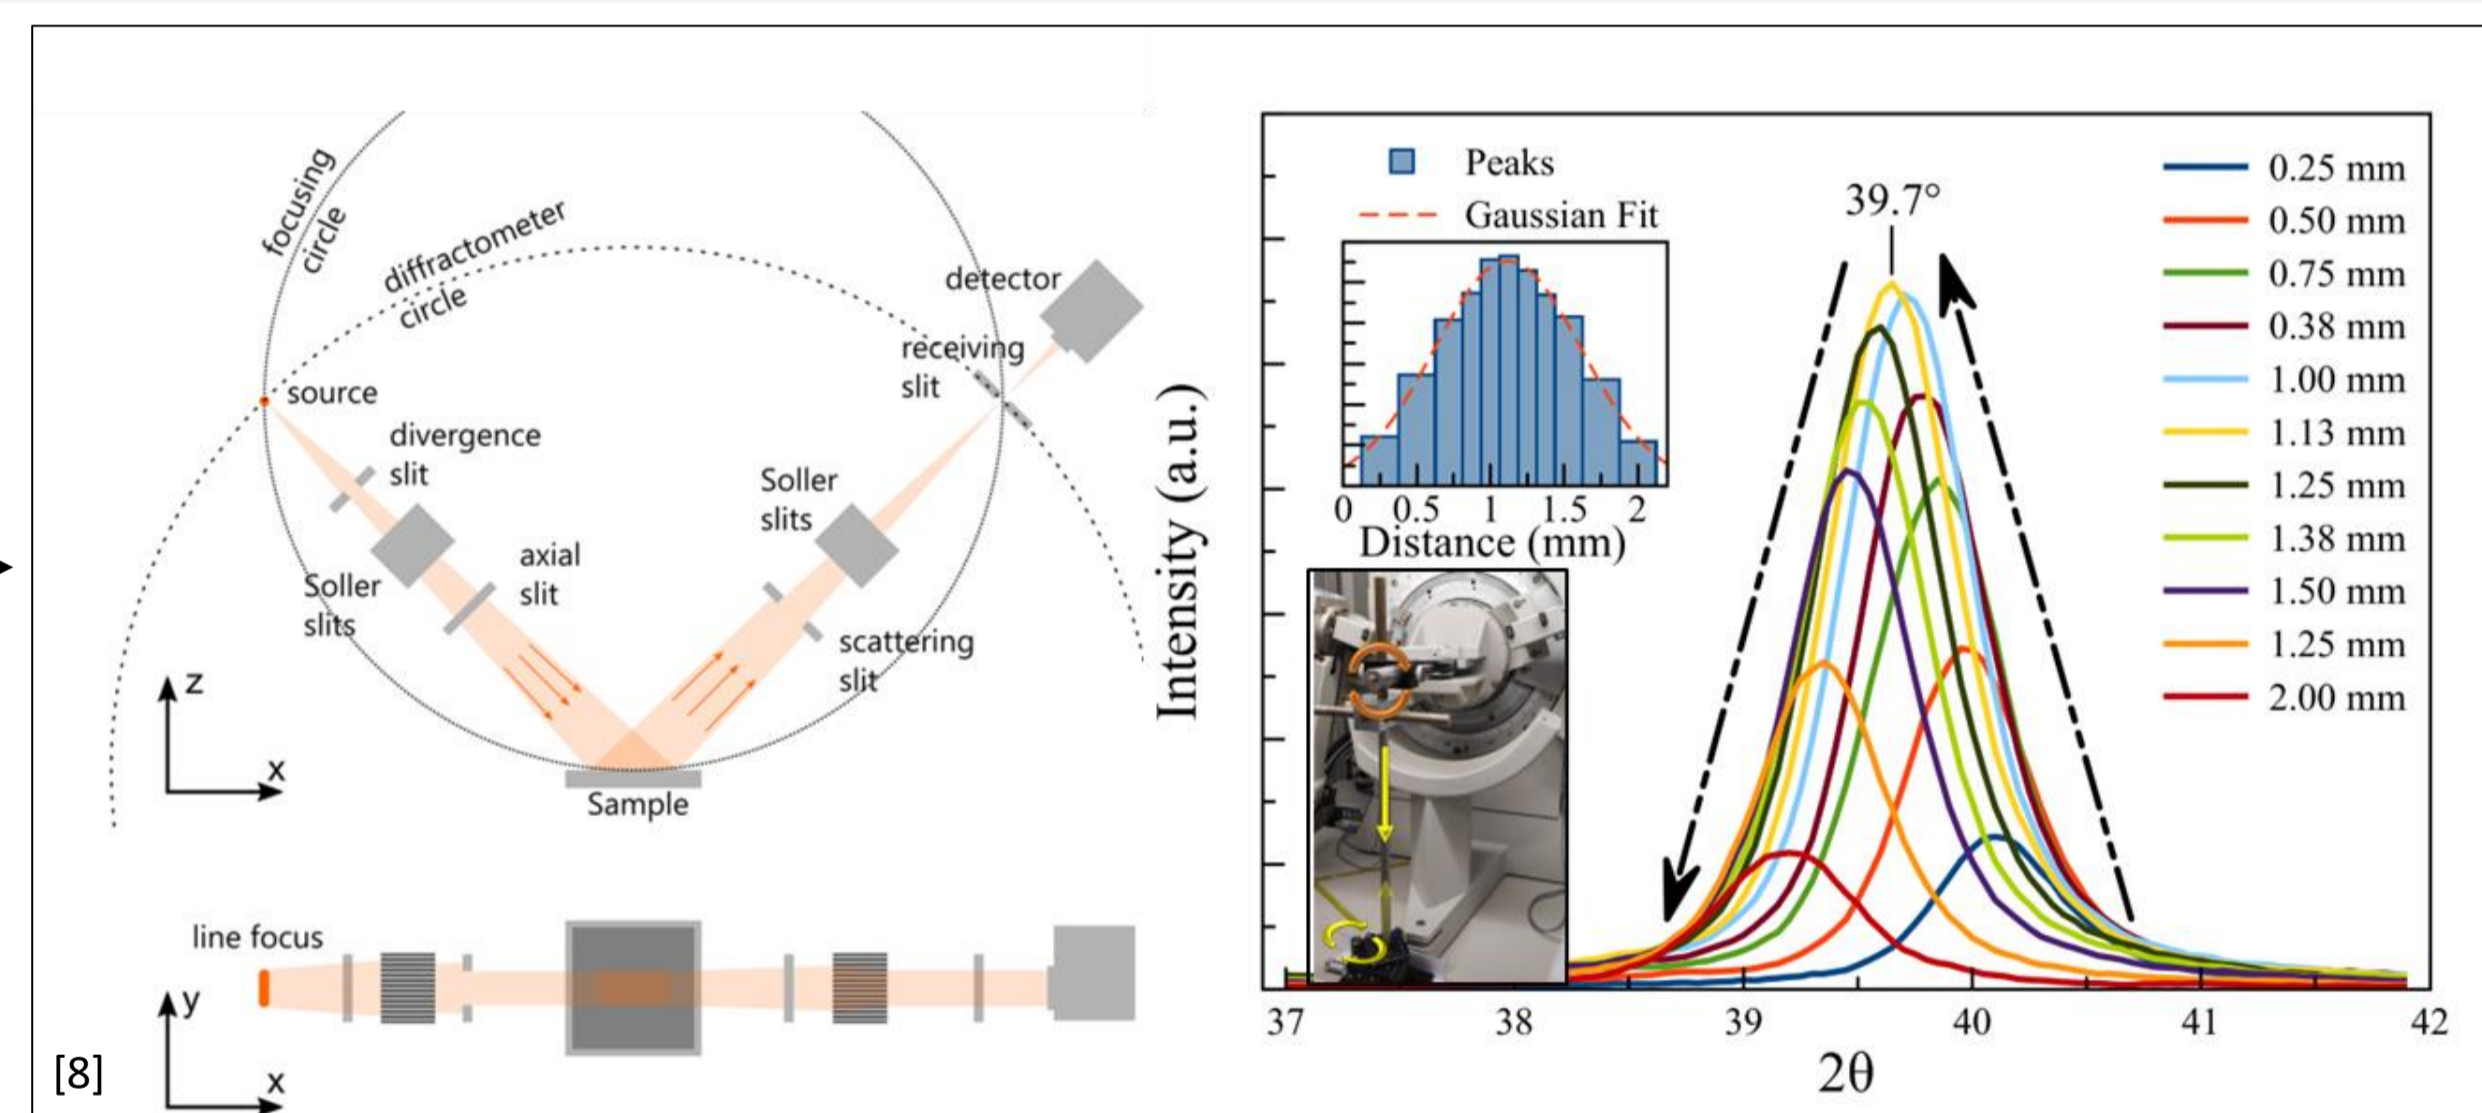 focusing
circle
diffractometer
circle
source
divergence
slit
Soller
slits
axial
slit
Soller
slits
scattering
slit
receiving
slit
detector
Sample
z
x
line focus
y
x
[8]
Intensity (a.u.)
Peaks
Gaussian Fit
0 0.5 1 1.5 2
Distance (mm)
39.7°
0.25 mm
0.50 mm
0.75 mm
0.38 mm
1.00 mm
1.13 mm
1.25 mm
1.38 mm
1.50 mm
1.25 mm
2.00 mm
37 38 39 40 41 42
2θ